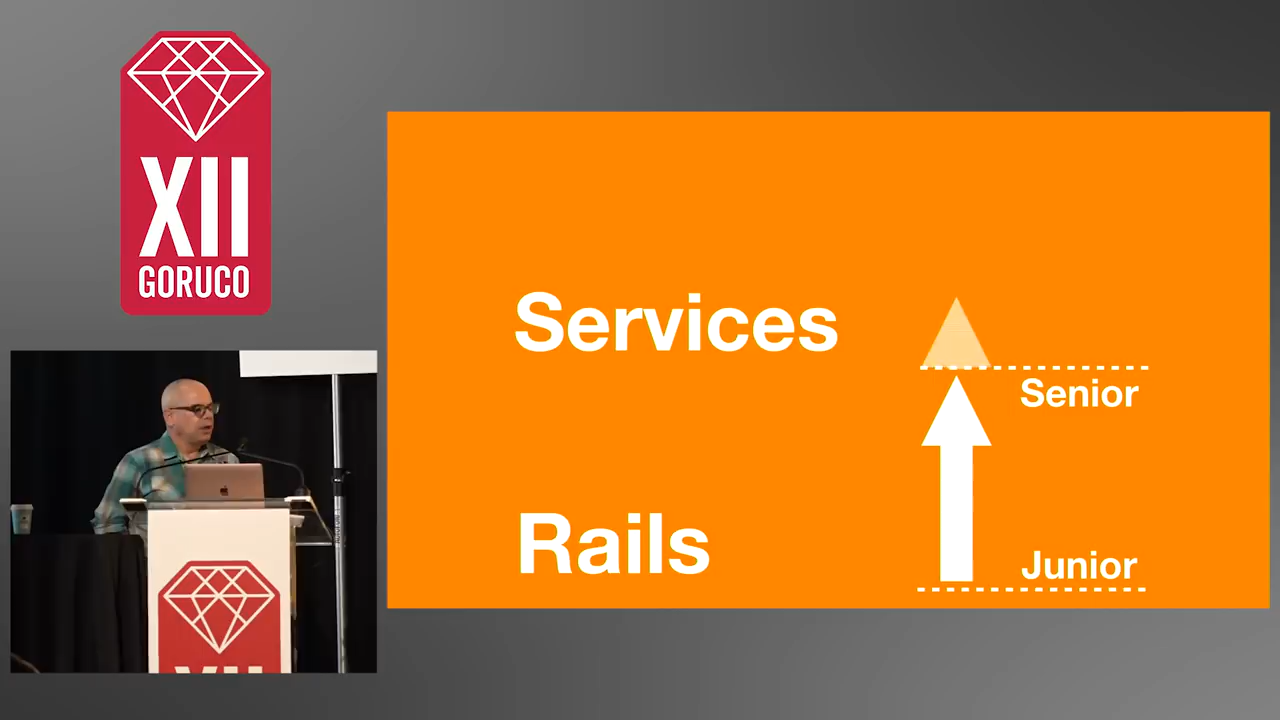 XII
GORUCO
Services
Senior
Rails
Junior
XII